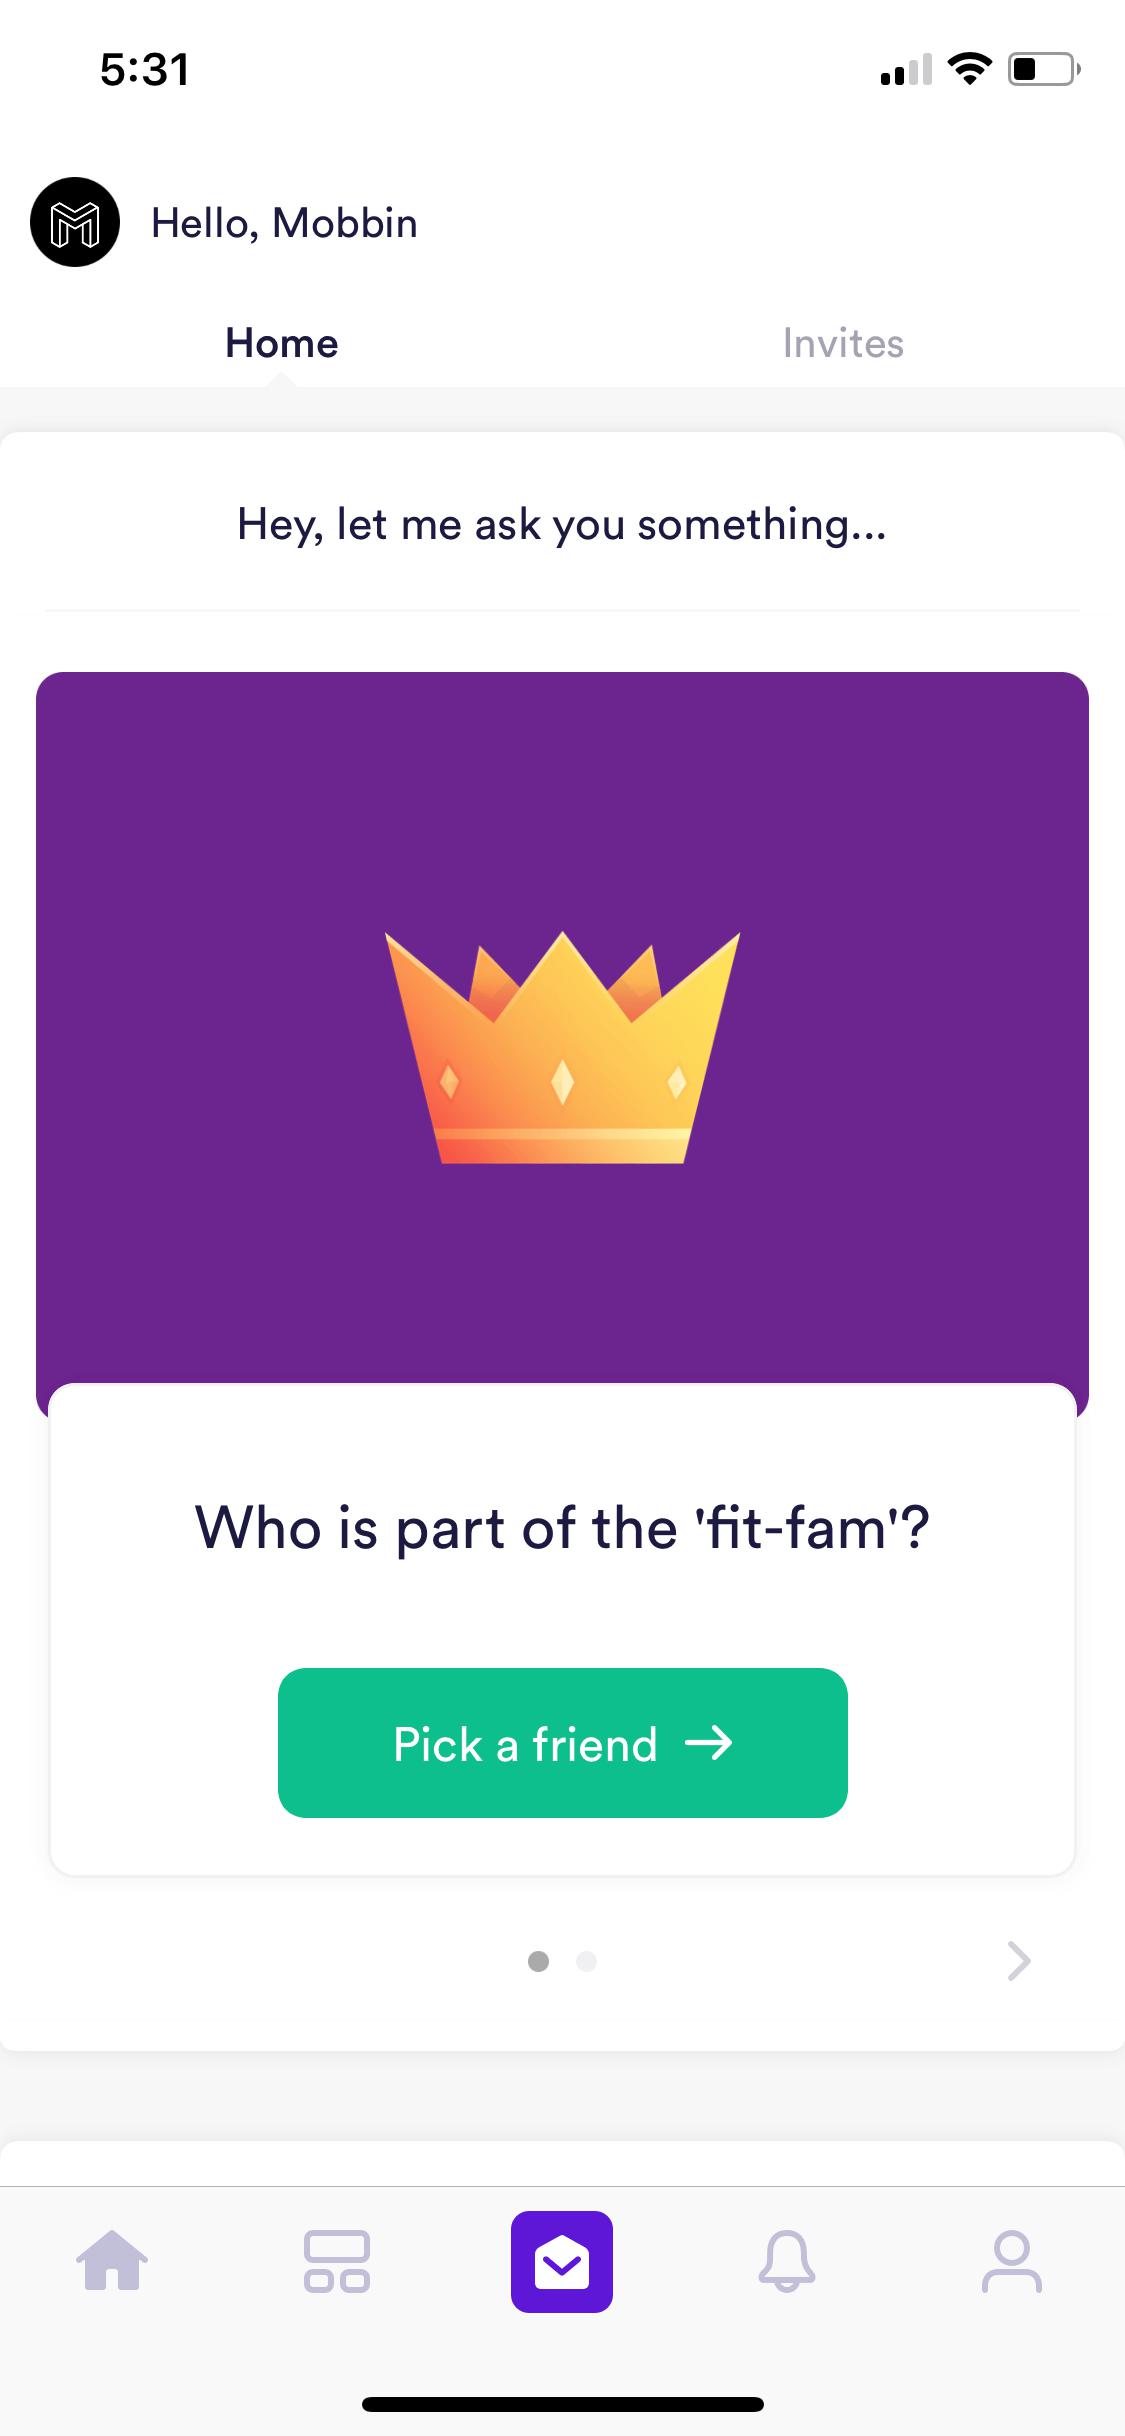 5:31
Hello, Mobbin
Home
Invites
Hey, let me ask you something...
Who is part of the 'fit-fam'?
Pick a friend